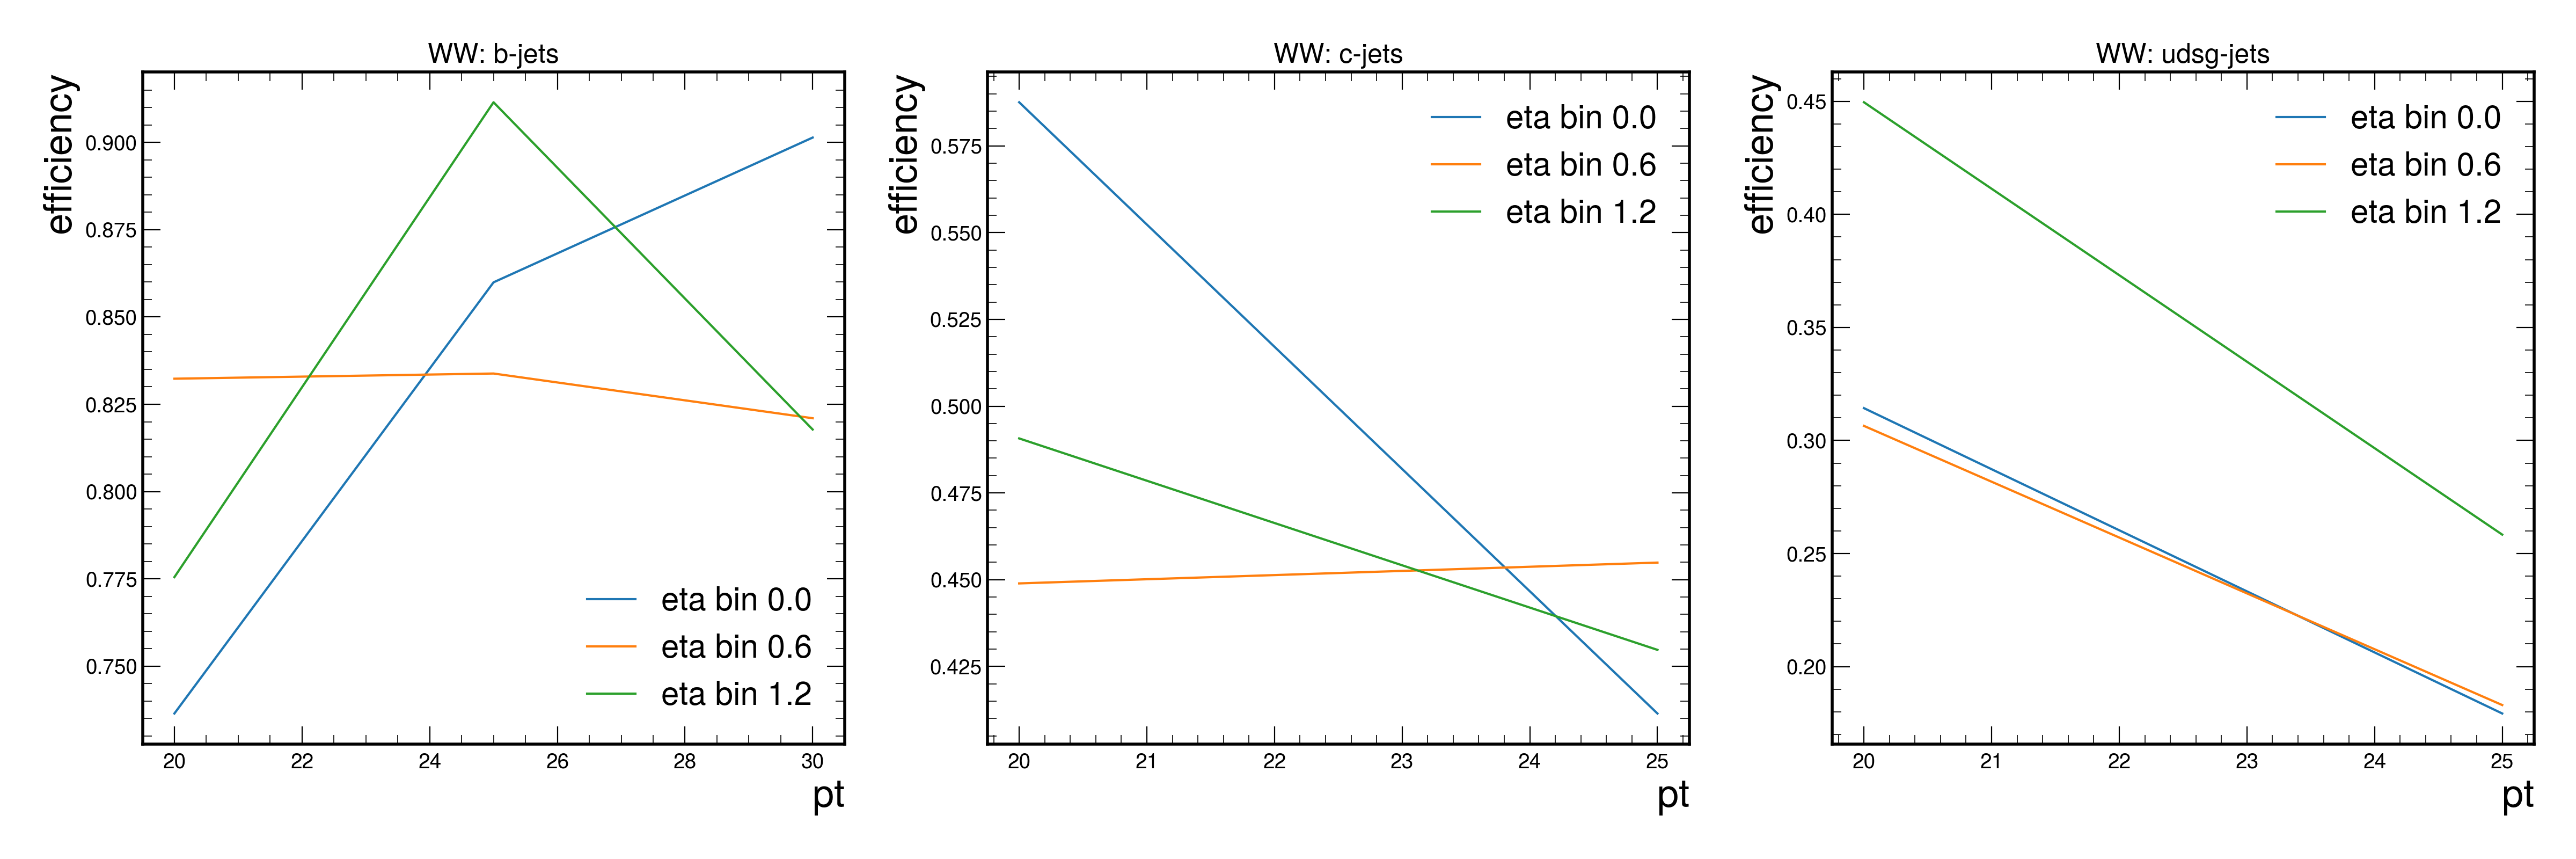 WW: b-jets
efficiency
0.900
0.875
0.850
0.825
0.800
0.775
0.750
eta bin 0.0
eta bin 0.6
eta bin 1.2
20 22 24 26 28 30
pt
WW: c-jets
efficiency
0.575
0.550
0.525
0.500
0.475
0.450
0.425
eta bin 0.0
eta bin 0.6
eta bin 1.2
20 21 22 23 24 25
pt
WW: udsg-jets
efficiency
0.45
0.40
0.35
0.30
0.25
0.20
eta bin 0.0
eta bin 0.6
eta bin 1.2
20 21 22 23 24 25
pt